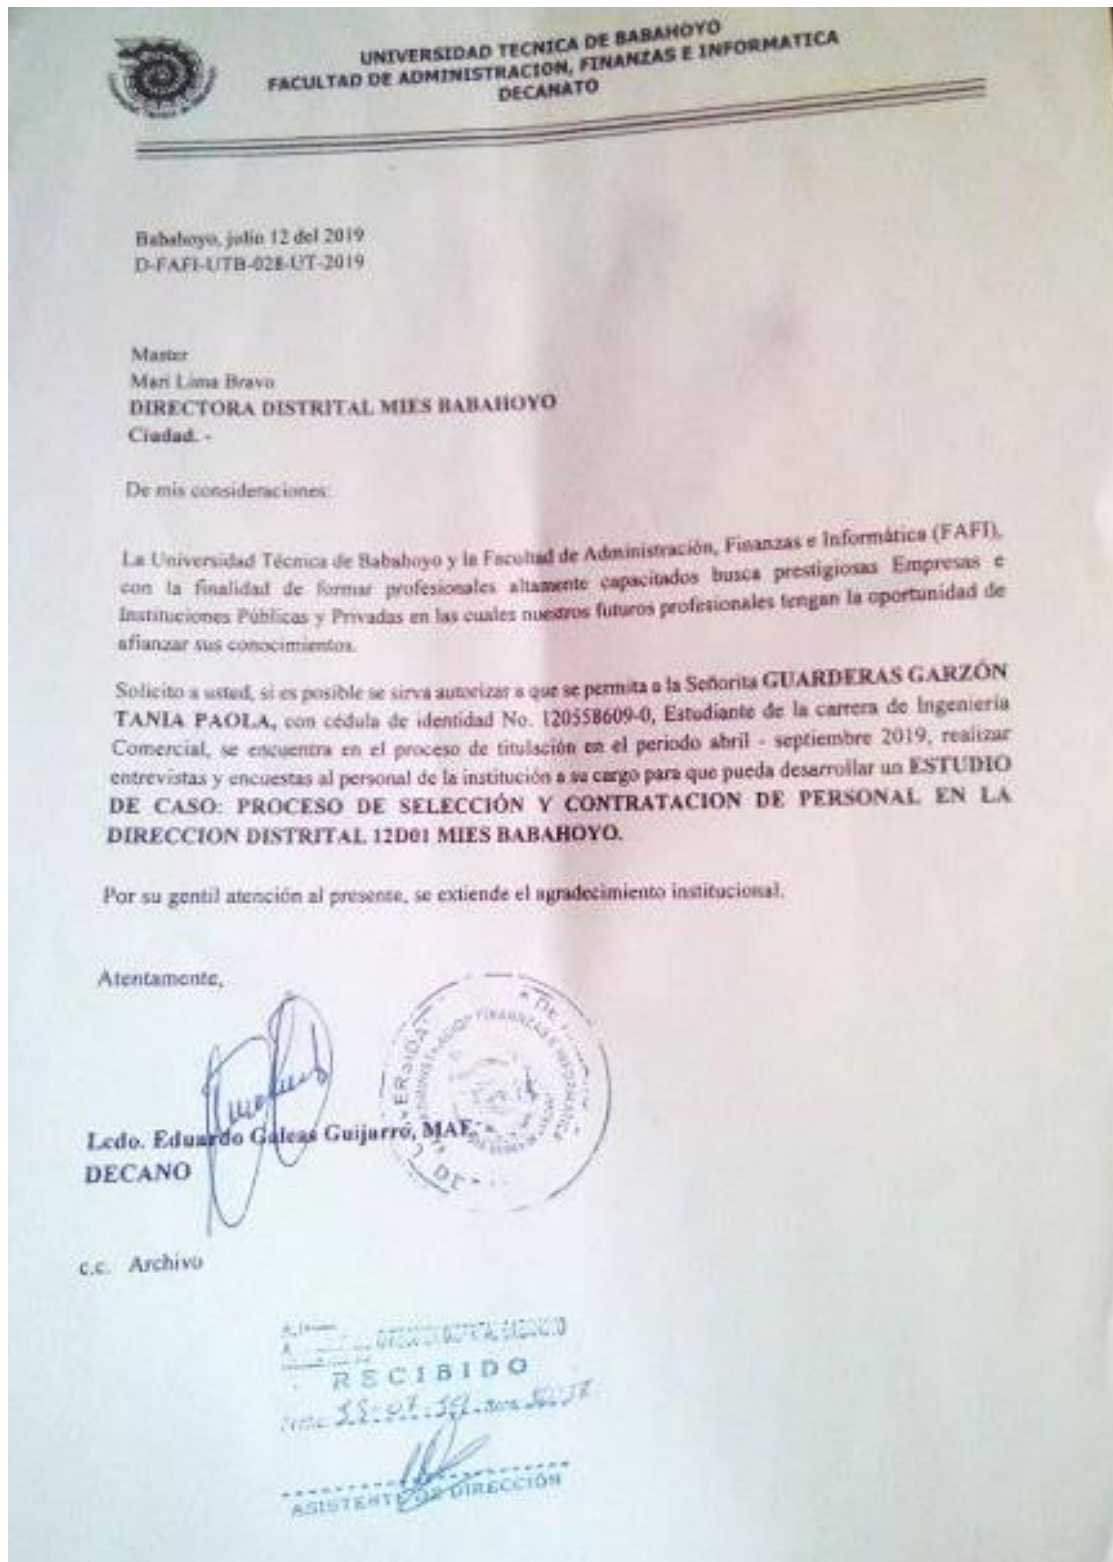 UNIVERSIDAD TECNICA DE BABAHOYO
FACULTAD DE ADMINISTRACION, FINANZAS E INFORMATICA
DECANATO
Babahoyo, julio 12 del 2019
D-FAFI-UTB-028-UT-2019
Master
Mari Lima Bravo
DIRECTORA DISTRITAL MIES BABAHOYO
Ciudad. -
De mis consideraciones:
La Universidad Técnica de Babahoyo y la Facultad de Administración, Finanzas e Informática (FAFI),
con la finalidad de formar profesionales altamente capacitados busca prestigiosas Empresas e
Instituciones Públicas y Privadas en las cuales nuestros futuros profesionales tengan la oportunidad de
afianzar sus conocimientos.
Solicito a usted, si es posible se sirva autorizar a que se permita a la Señorita GUARDERAS GARZÓN
TANIA PAOLA, con cédula de identidad No. 120558609-0, Estudiante de la carrera de Ingeniería
Comercial, se encuentra en el proceso de titulación en el periodo abril - septiembre 2019, realizar
entrevistas y encuestas al personal de la institución a su cargo para que pueda desarrollar un ESTUDIO
DE CASO: PROCESO DE SELECCIÓN Y CONTRATACION DE PERSONAL EN LA
DIRECCION DISTRITAL 12D01 MIES BABAHOYO.
Por su gentil atención al presente, se extiende el agradecimiento institucional.
Atentamente,
ADMINISTRACION FINANZAS E INFORMATICA
Lcdo. Eduardo Galeas Guijarro, MAE
DECANO
c.c. Archivo
RECIBIDO
ASISTENTE DE DIRECCIÓN